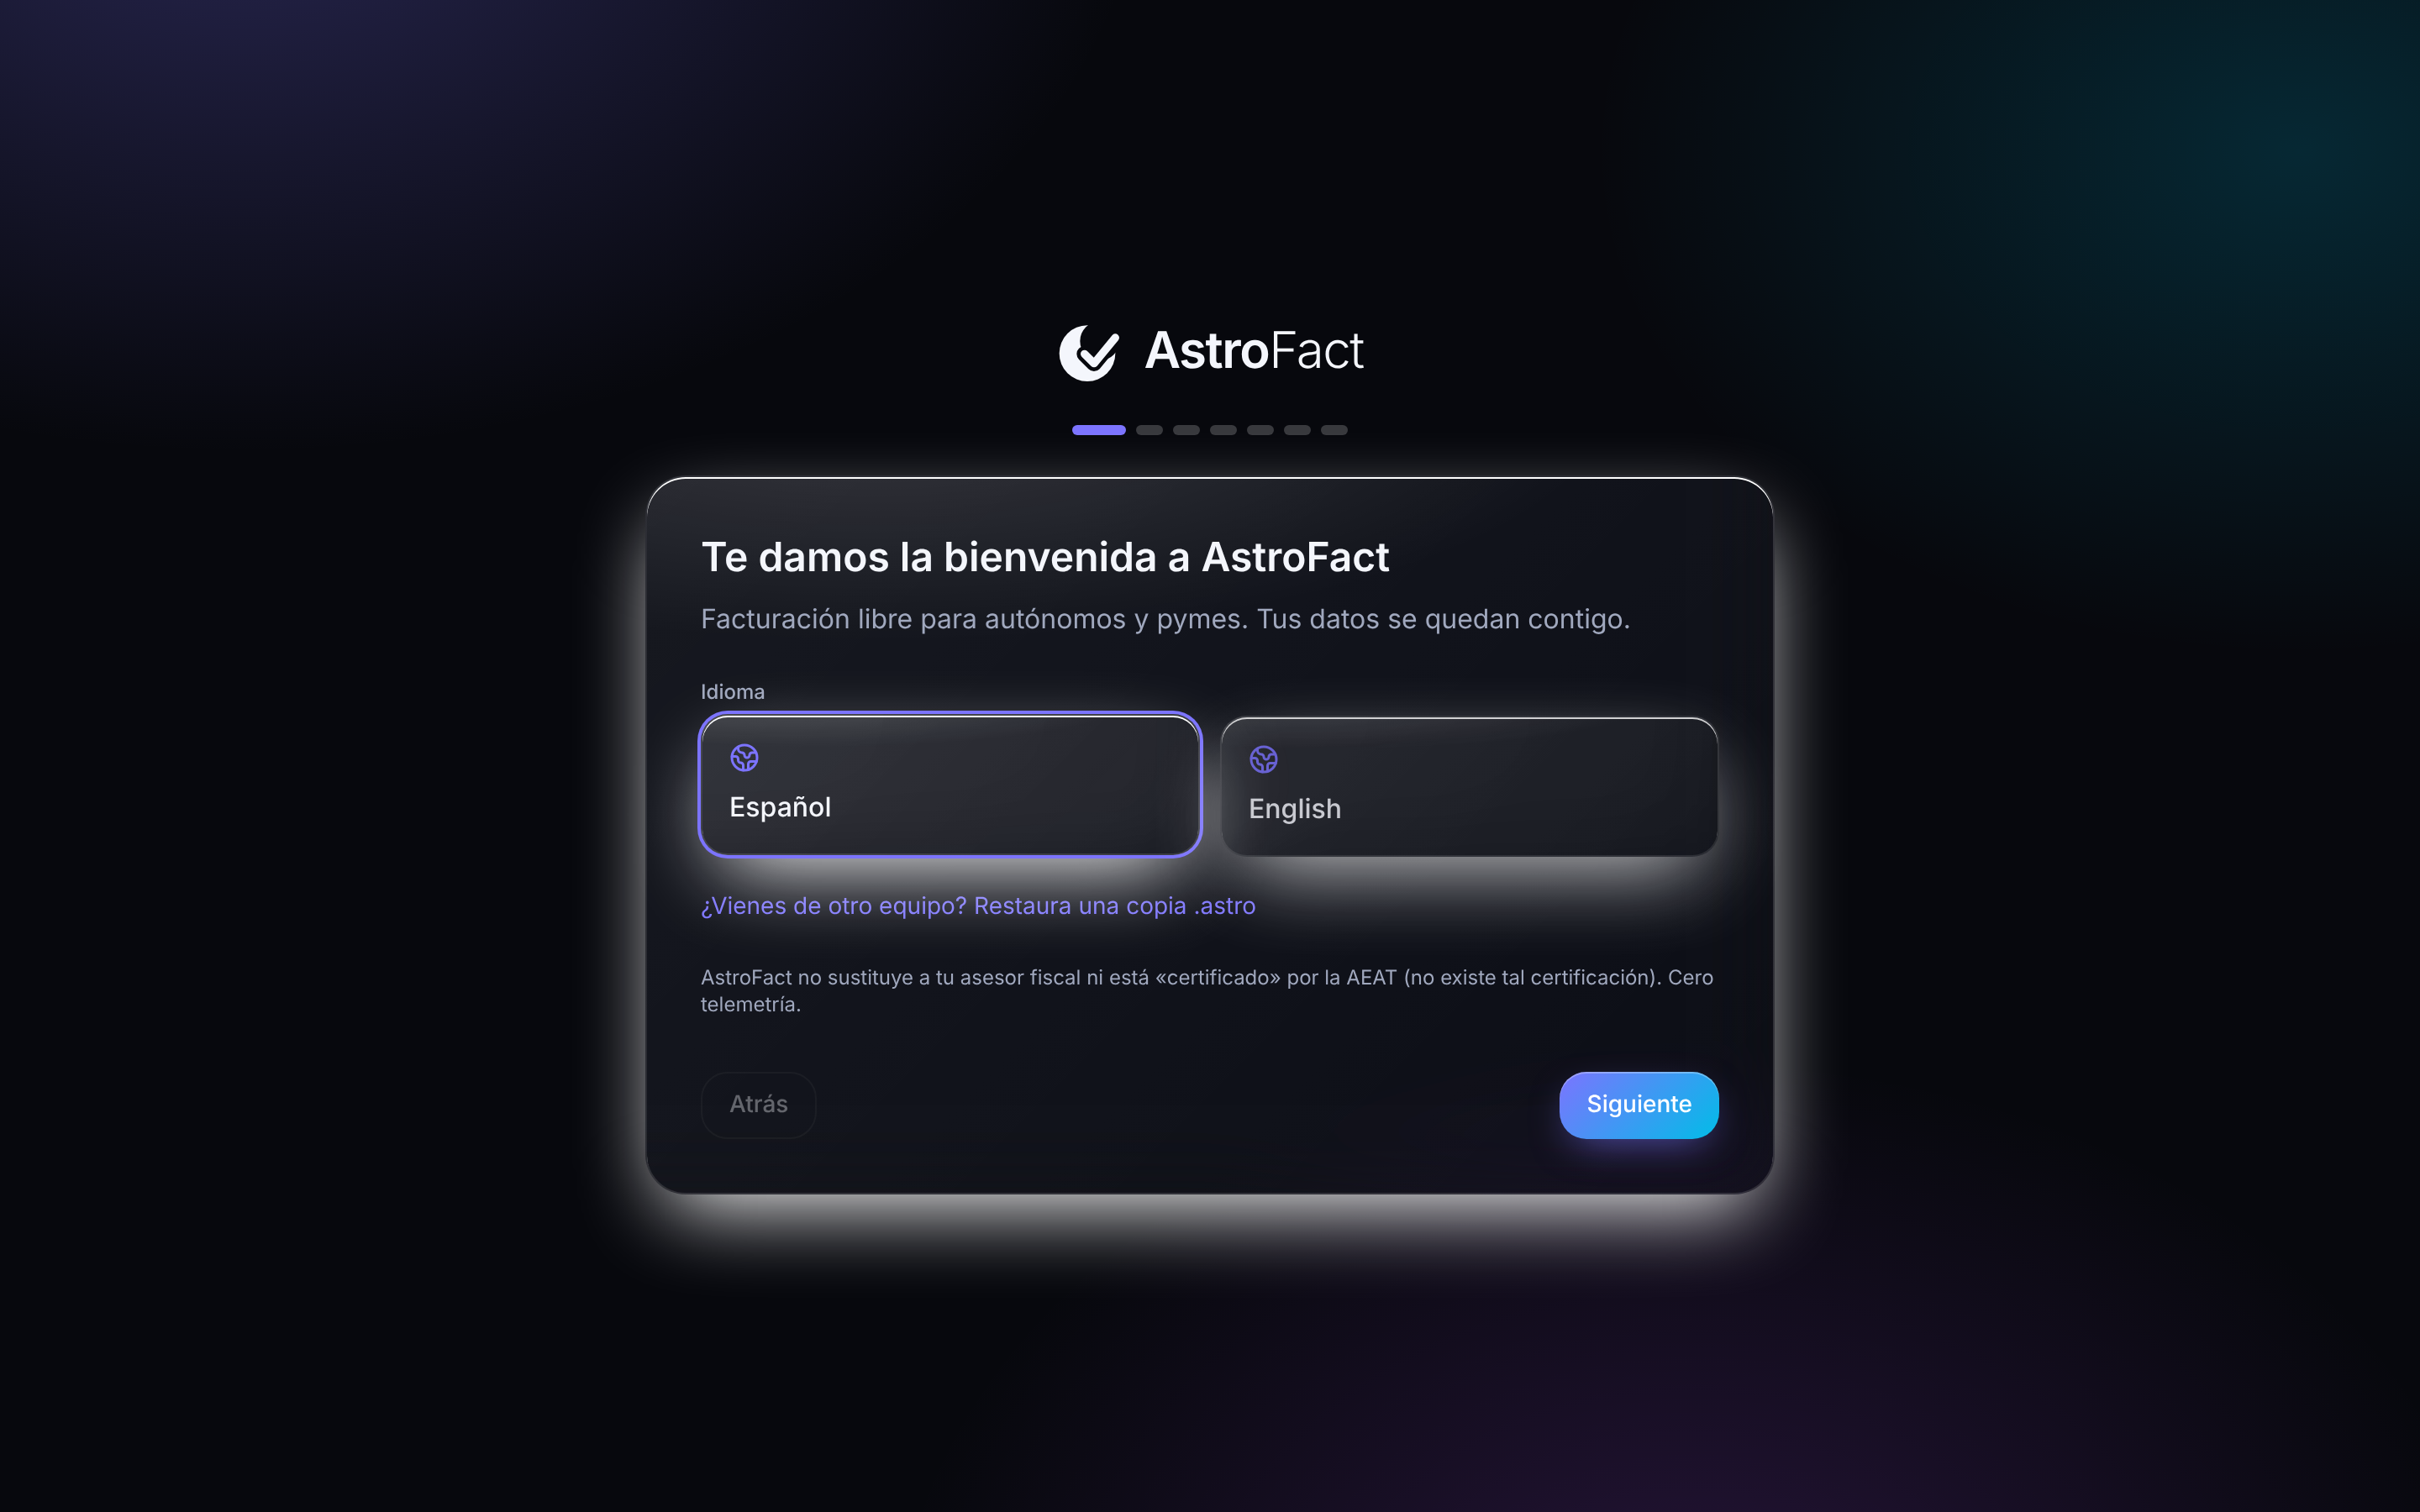 AstroFact
Te damos la bienvenida a AstroFact
Facturación libre para autónomos y pymes. Tus datos se quedan contigo.
Idioma
Español
English
¿Vienes de otro equipo? Restaura una copia .astro
AstroFact no sustituye a tu asesor fiscal ni está «certificado» por la AEAT (no existe tal certificación). Cero
telemetría.
Atrás
Siguiente